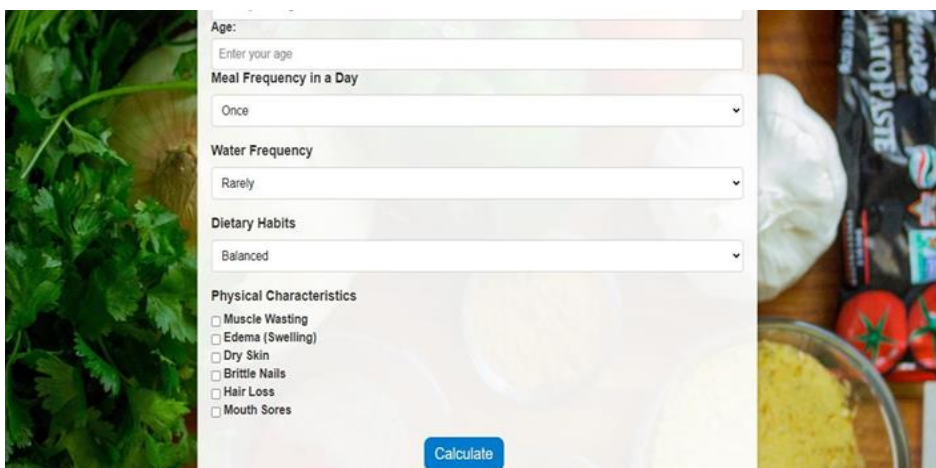 Age:
Enter your age
Meal Frequency in a Day
Once
Water Frequency
Rarely
Dietary Habits
Balanced
Physical Characteristics
Muscle Wasting
Edema (Swelling)
Dry Skin
Brittle Nails
Hair Loss
Mouth Sores
Calculate
PASTE